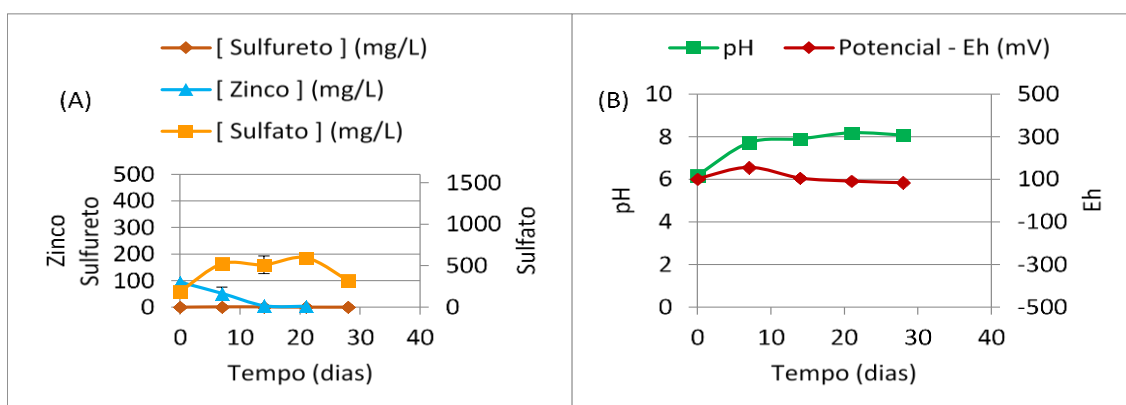 [ Sulfureto ] (mg/L)
[ Zinco ] (mg/L)
[ Sulfato ] (mg/L)
(A)
500
400
300
200
100
0
Zinco
Sulfureto
1500
1000
500
0
Sulfato
0 10 20 30 40
Tempo (dias)
pH Potencial - Eh (mV)
(B)
10
8
6
4
2
0
pH
500
300
100
-100
-300
-500
Eh
0 10 20 30 40
Tempo (dias)